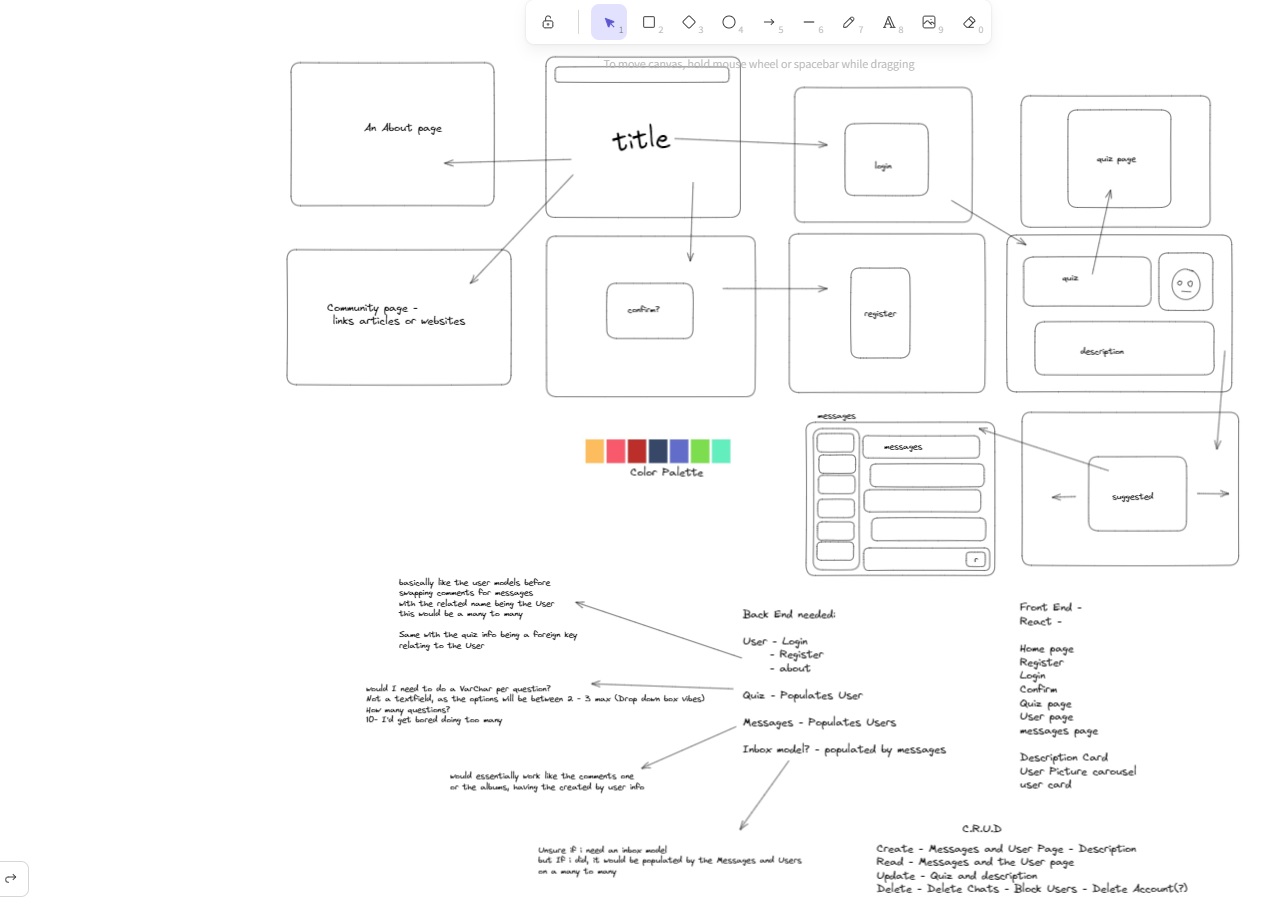 1
2
3
4
5
6
7
A 8
9
0
To move canvas, hold mouse wheel or spacebar while dragging
An About page
title
login
quiz page
Community page -
links articles or websites
confirm?
register
quiz
description
messages
messages
suggested
r
Color Palette
basically like the user models before
swapping comments for messages
with the related name being the User
this would be a many to many
Same with the quiz info being a foreign key
relating to the User
would I need to do a VarChar per question?
Not a textfield, as the options will be between 2 - 3 max (Drop down box vibes)
How many questions?
10- I'd get bored doing too many
would essentially work like the comments one
or the albums, having the created by user info
Unsure if i need an inbox model
but IF i did, it would be populated by the Messages and Users
on a many to many
Back End needed:
User - Login
- Register
- about
Quiz - Populates User
Messages - Populates Users
Inbox model? - populated by messages
Front End -
React -
Home page
Register
Login
Confirm
Quiz page
User page
messages page
Description Card
User Picture carousel
user card
C.R.U.D
Create - Messages and User Page - Description
Read - Messages and the User page
Update - Quiz and description
Delete - Delete Chats - Block Users - Delete Account(?)